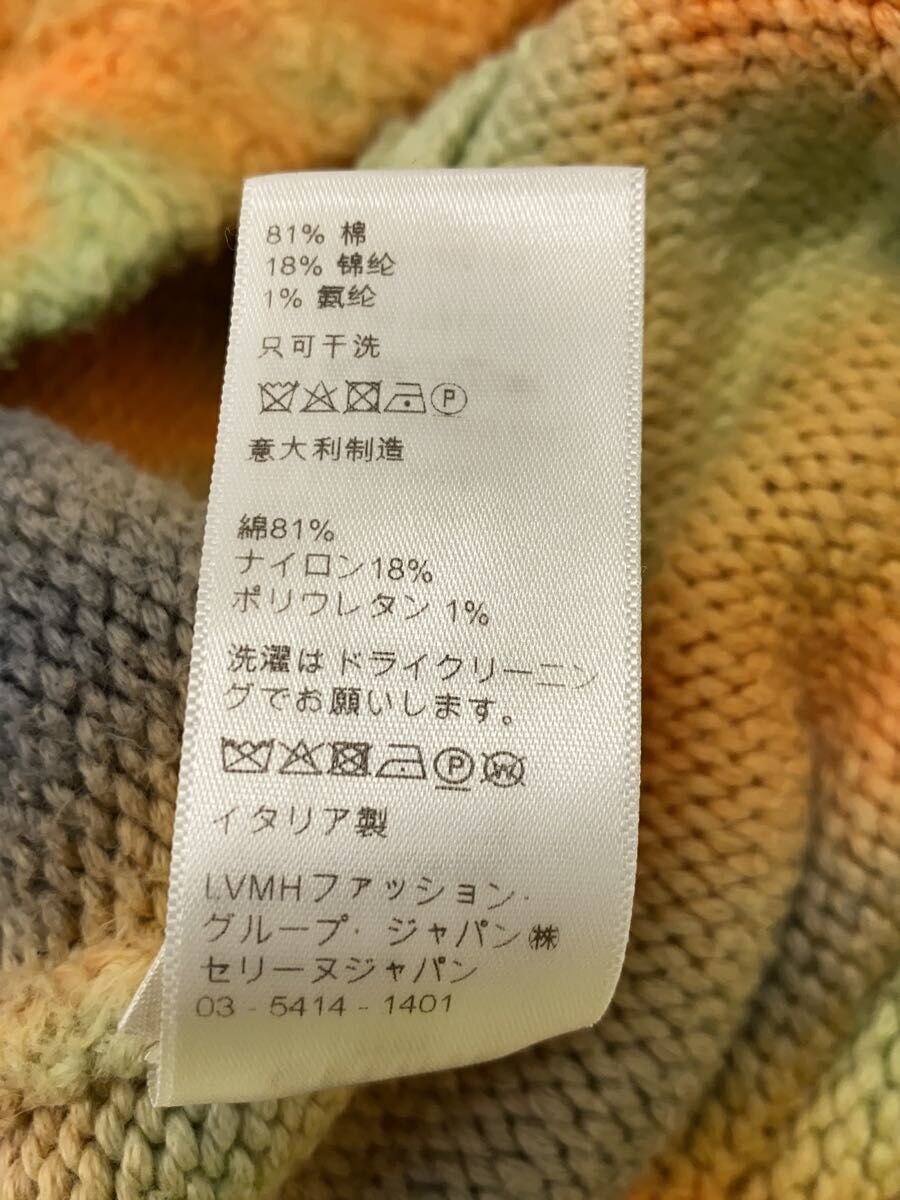 81% 棉
18% 锦纶
1% 氨纶
只可干洗
P
意大利制造
綿81%
ナイロン18%
ポリウレタン 1%
洗濯はドライクリーニン
グでお願いします。
P W
イタリア製
LVMHファッション・
グループ・ジャパン㈱
セリーヌジャパン
03 - 5414 - 1401